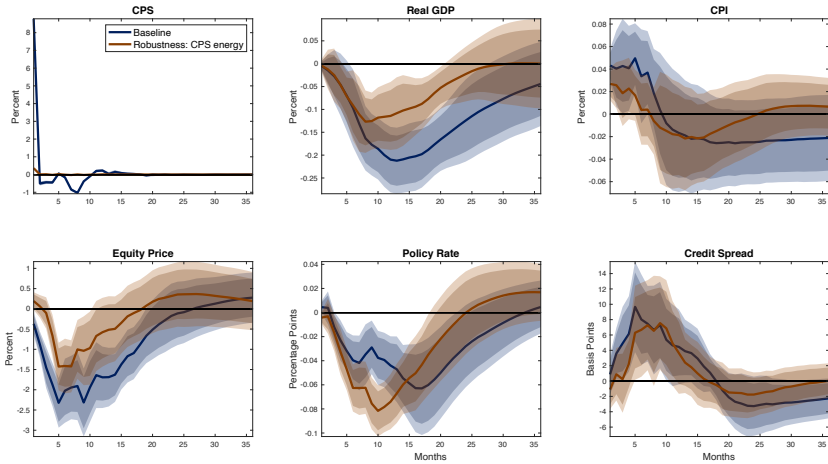 CPS
Percent
8
7
6
5
4
3
2
1
0
-1
5 10 15 20 25 30 35
Baseline
Robustness: CPS energy
Real GDP
Percent
0
-0.05
-0.1
-0.15
-0.2
-0.25
5 10 15 20 25 30 35
CPI
Percent
0.08
0.06
0.04
0.02
0
-0.02
-0.04
-0.06
5 10 15 20 25 30 35
Equity Price
Percent
1
0.5
0
-0.5
-1
-1.5
-2
-2.5
-3
5 10 15 20 25 30 35
Policy Rate
Percentage Points
0.04
0.02
0
-0.02
-0.04
-0.06
-0.08
-0.1
5 10 15 20 25 30 35
Months
Credit Spread
Basis Points
14
12
10
8
6
4
2
0
-2
-4
-6
5 10 15 20 25 30 35
Months